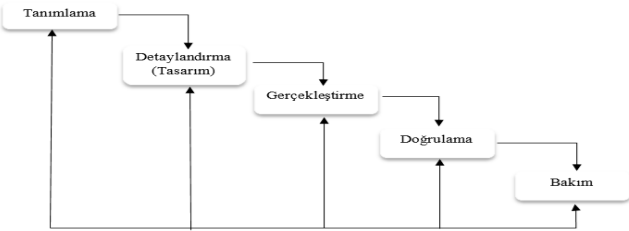 Tanımlama
Detaylandırma
(Tasarım)
Gerçekleştirme
Doğrulama
Bakım